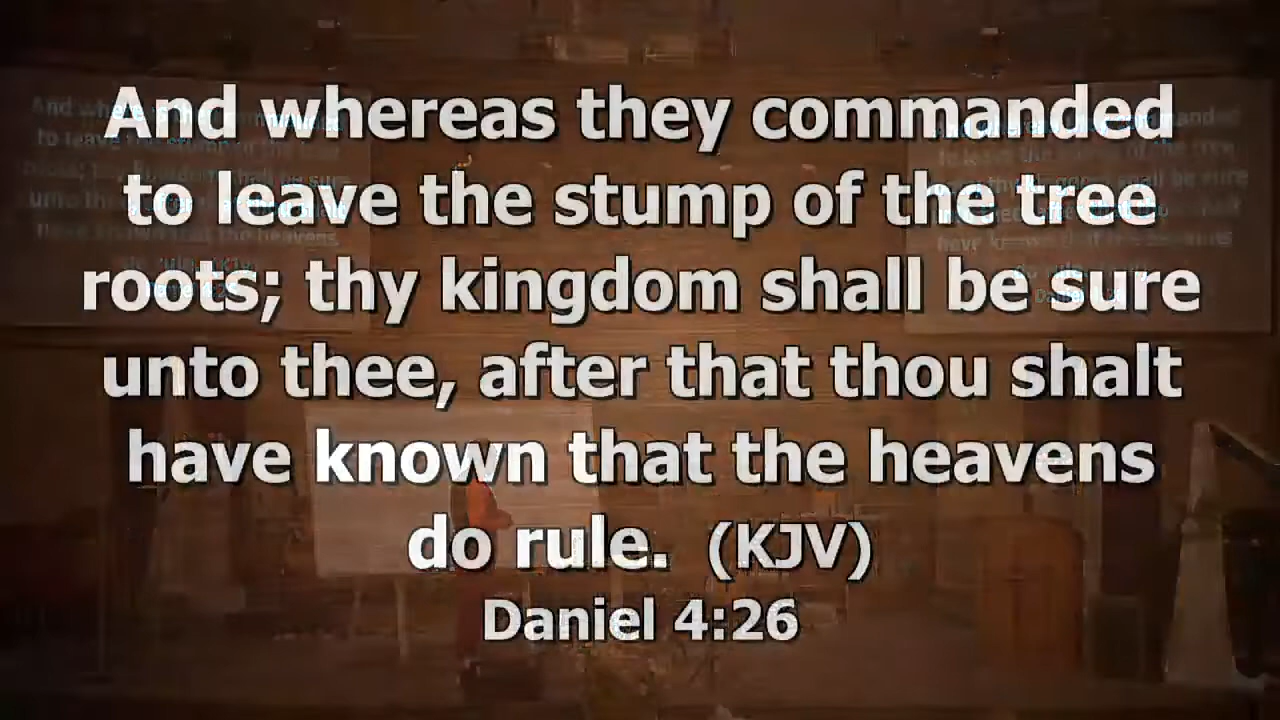 And whereas they commanded
to leave the stump of the tree
roots; thy kingdom shall be sure
unto thee, after that thou shalt
have known that the heavens
do rule. (KJV)
Daniel 4:26